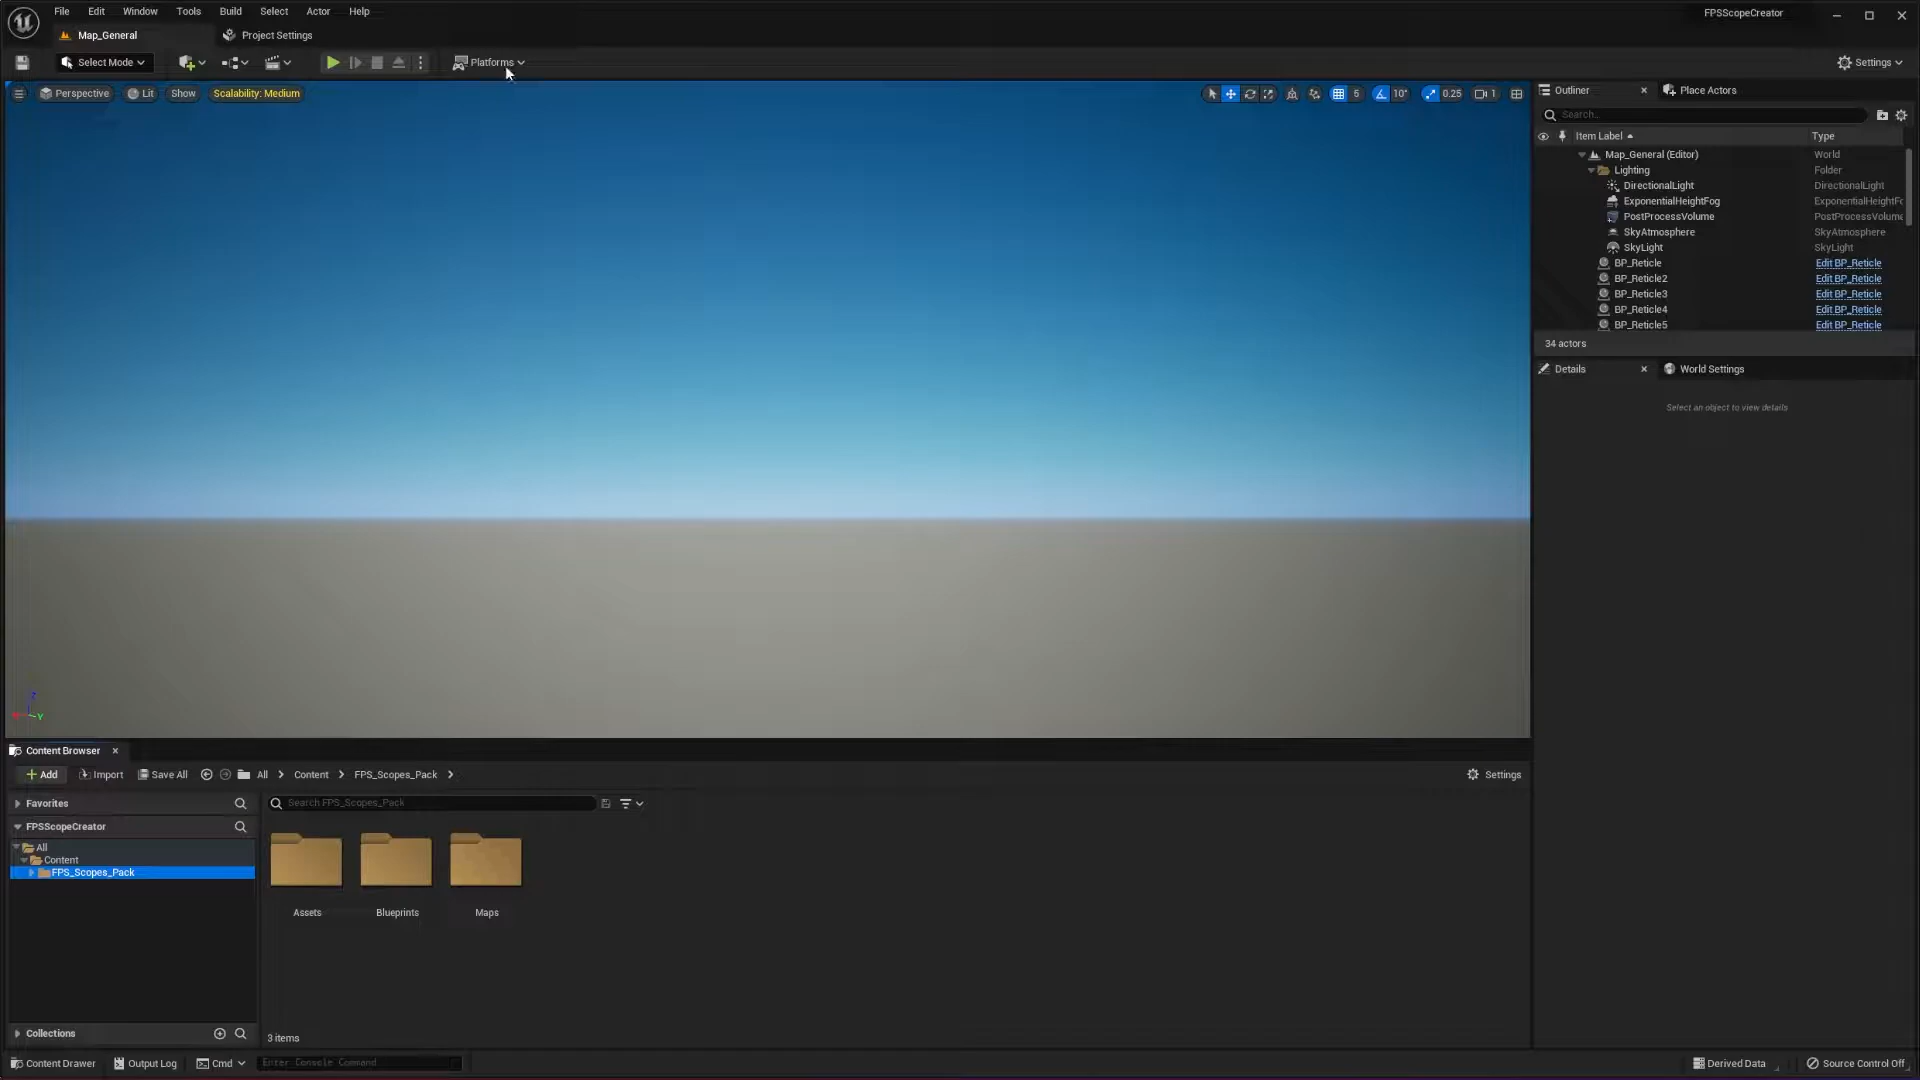 File Edit Window Tools Build Select Actor Help
FPSScopeCreator
Map_General
Project Settings
Select Mode
Platforms
Settings
Perspective
Lit
Show
Scalability: Medium
5
10°
0.25
1
Outliner
Place Actors
Search...
Item Label
Type
Map_General (Editor) World
Lighting Folder
DirectionalLight DirectionalLight
ExponentialHeightFog ExponentialHeightFo
PostProcessVolume PostProcessVolume
SkyAtmosphere SkyAtmosphere
SkyLight SkyLight
BP_Reticle Edit BP_Reticle
BP_Reticle2 Edit BP_Reticle
BP_Reticle3 Edit BP_Reticle
BP_Reticle4 Edit BP_Reticle
BP_Reticle5 Edit BP_Reticle
34 actors
Details
World Settings
Select an object to view details
Z
Y
Content Browser
Add
Import
Save All
All
Content
FPS_Scopes_Pack
Settings
Favorites
Search FPS_Scopes_Pack
FPSScopeCreator
All
Content
FPS_Scopes_Pack
Assets
Blueprints
Maps
Collections
3 items
Content Drawer
Output Log
Cmd
Enter Console Command
Derived Data
Source Control Off